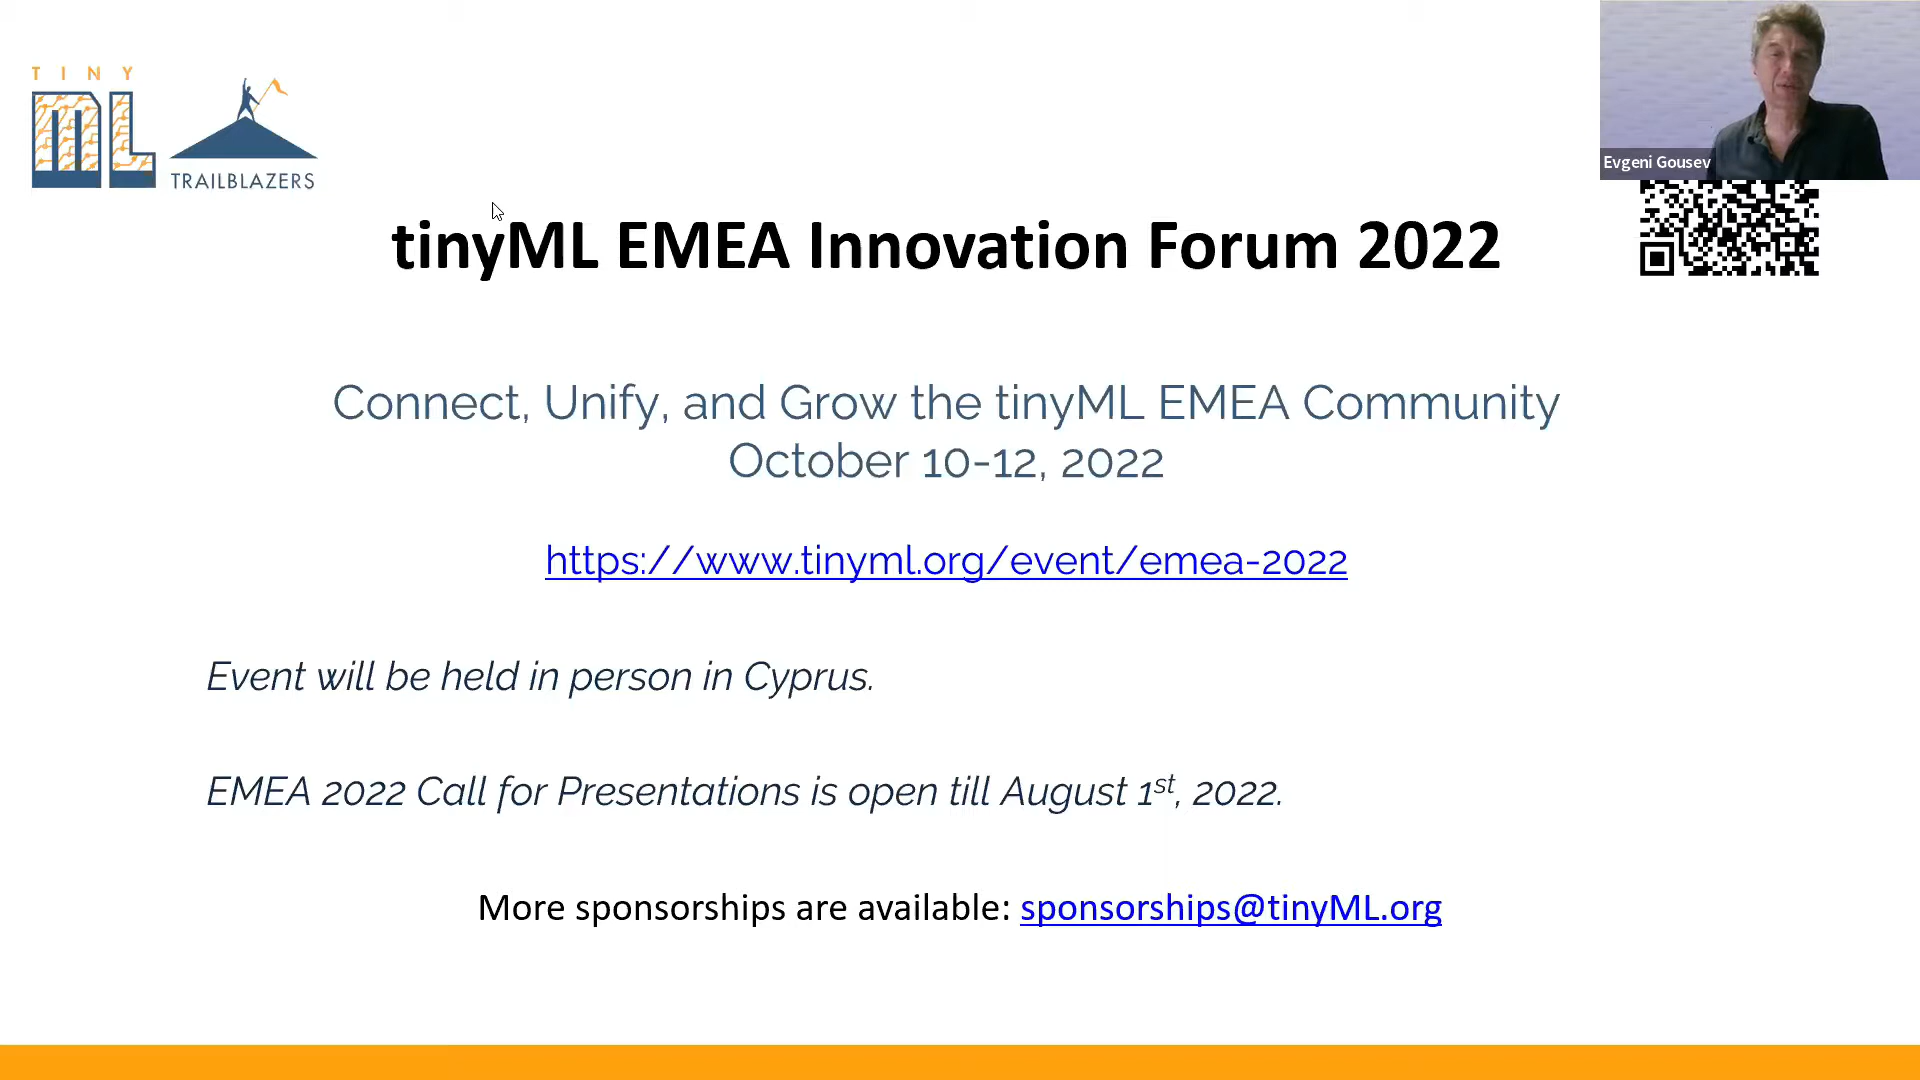 TINY
ML
TRAILBLAZERS
Evgeni Gousev
tinyML EMEA Innovation Forum 2022
Connect, Unify, and Grow the tinyML EMEA Community
October 10-12, 2022
https://www.tinyml.org/event/emea-2022
Event will be held in person in Cyprus.
EMEA 2022 Call for Presentations is open till August 1st, 2022.
More sponsorships are available: sponsorships@tinyML.org